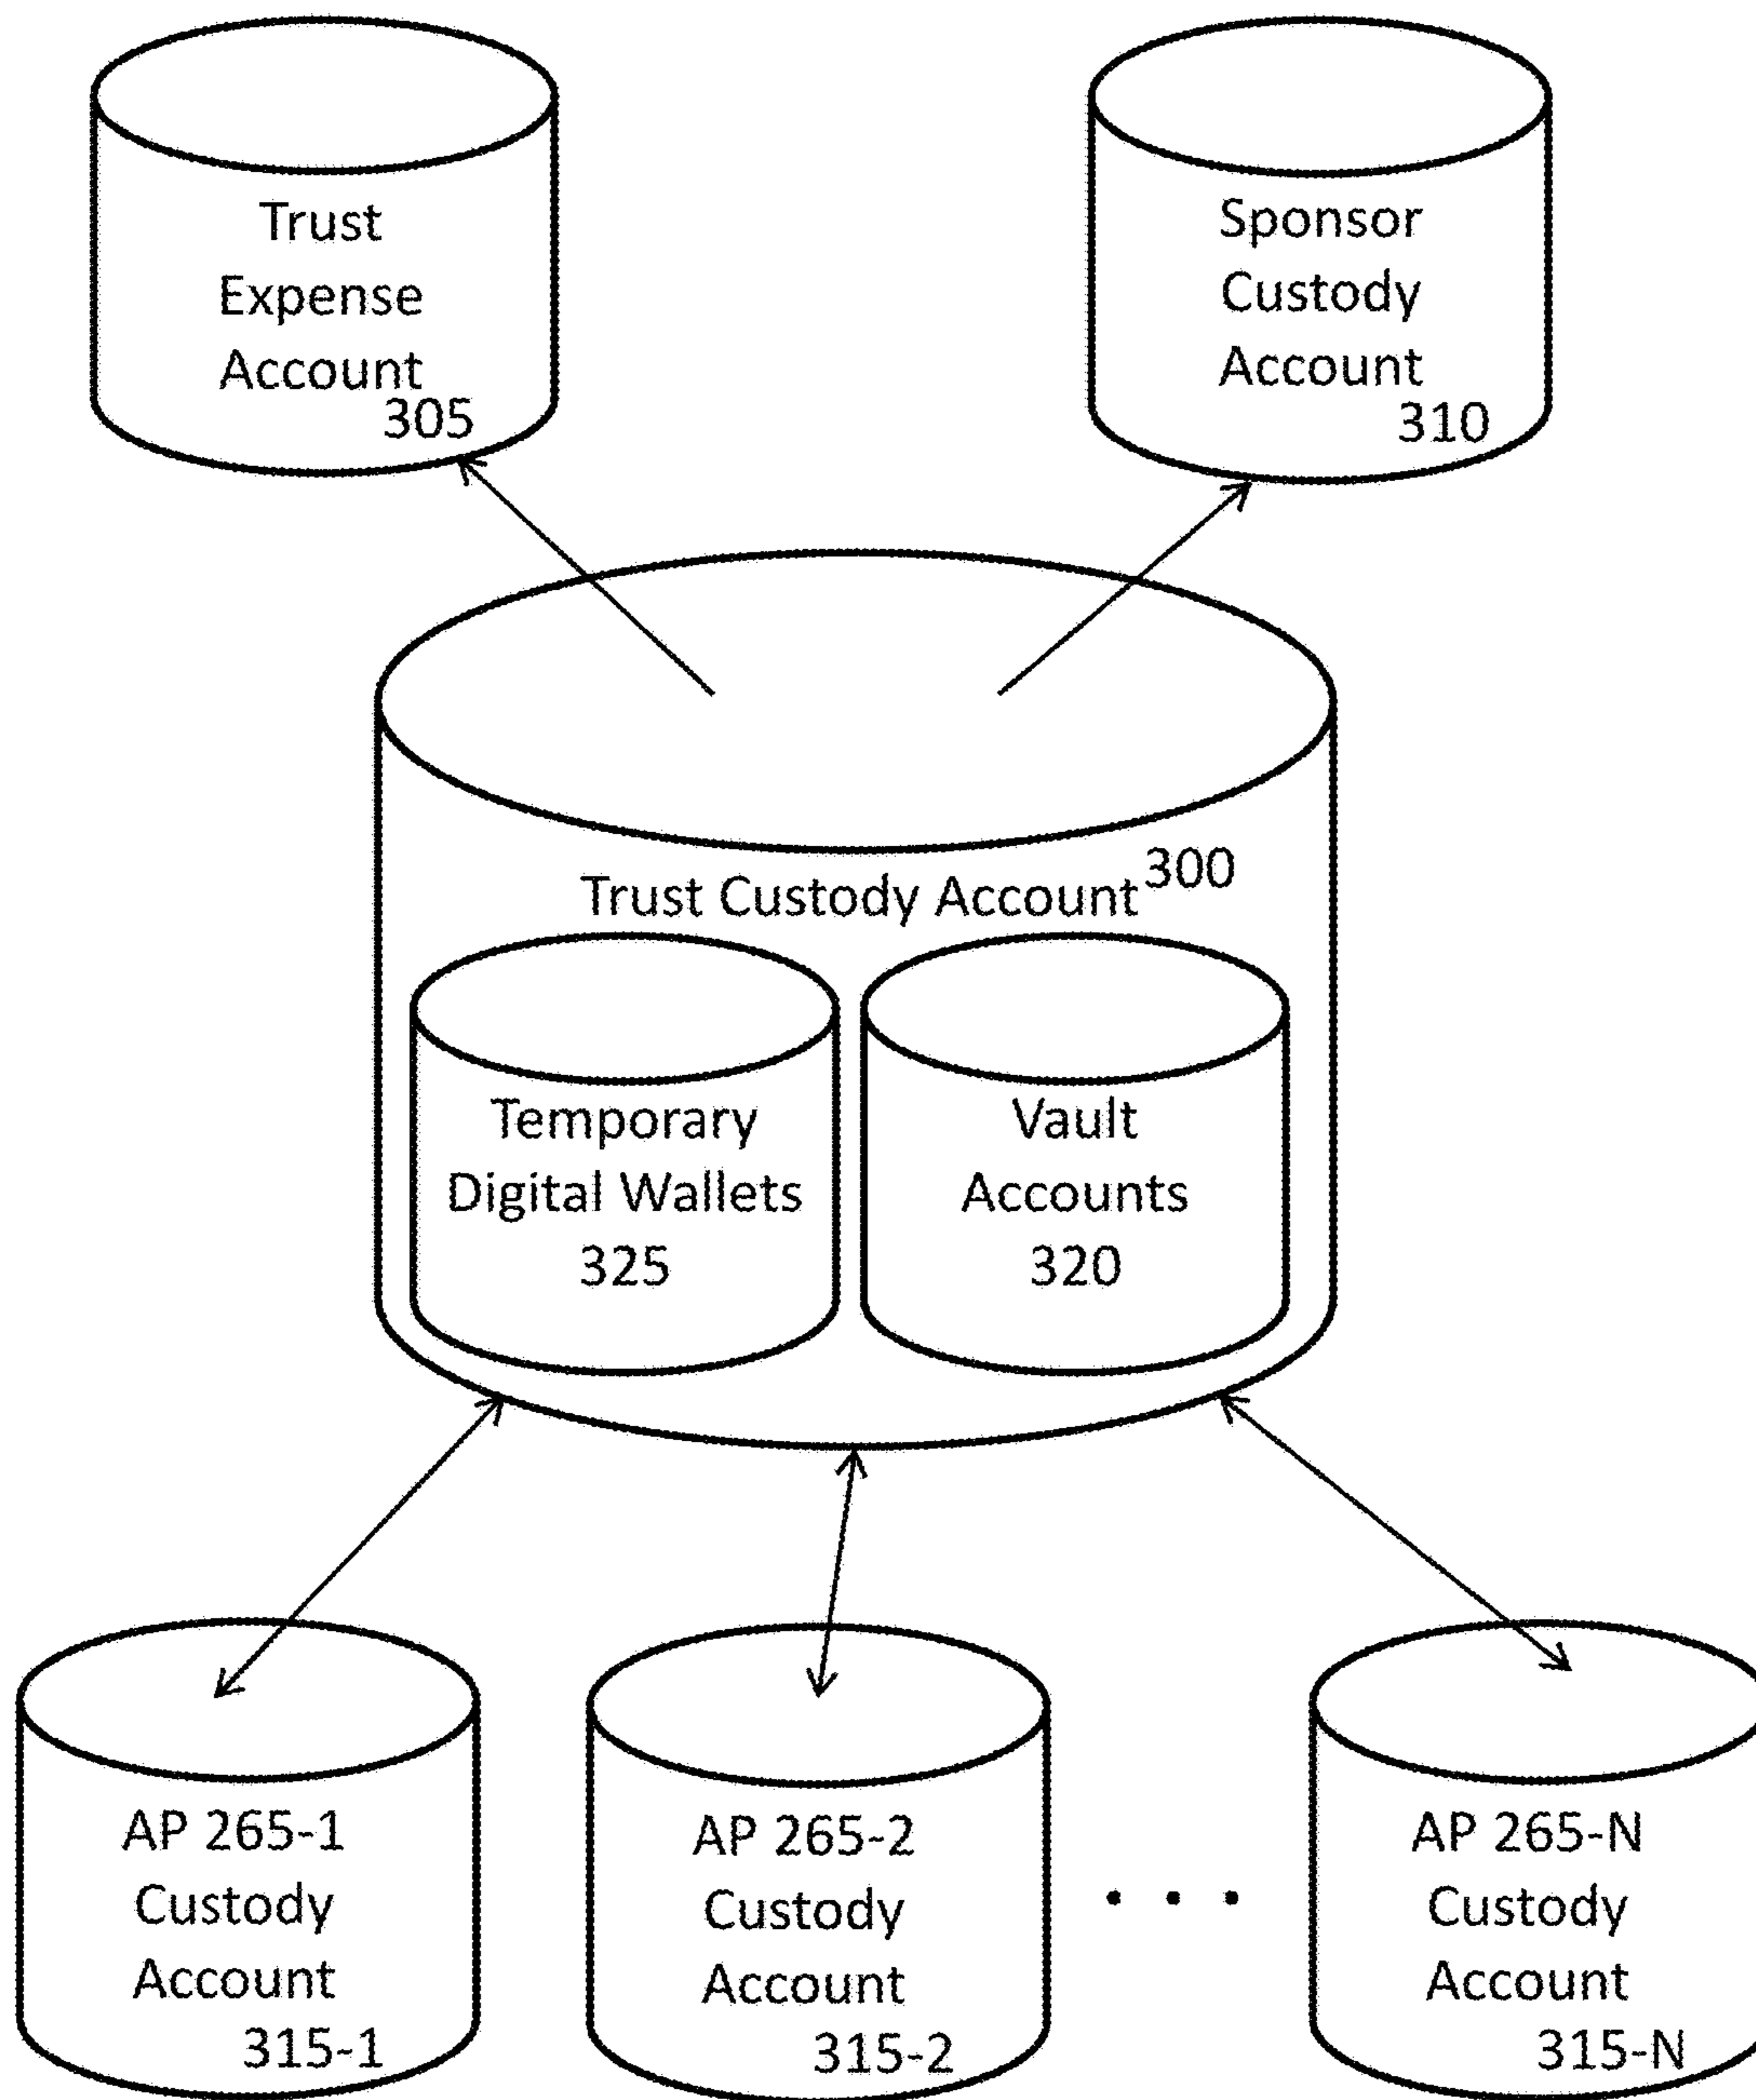 Trust
Expense
Account
305
Sponsor
Custody
Account
310
Trust Custody Account 300
Temporary
Digital Wallets
325
Vault
Accounts
320
AP 265-1
Custody
Account
315-1
AP 265-2
Custody
Account
315-2
. . .
AP 265-N
Custody
Account
315-N